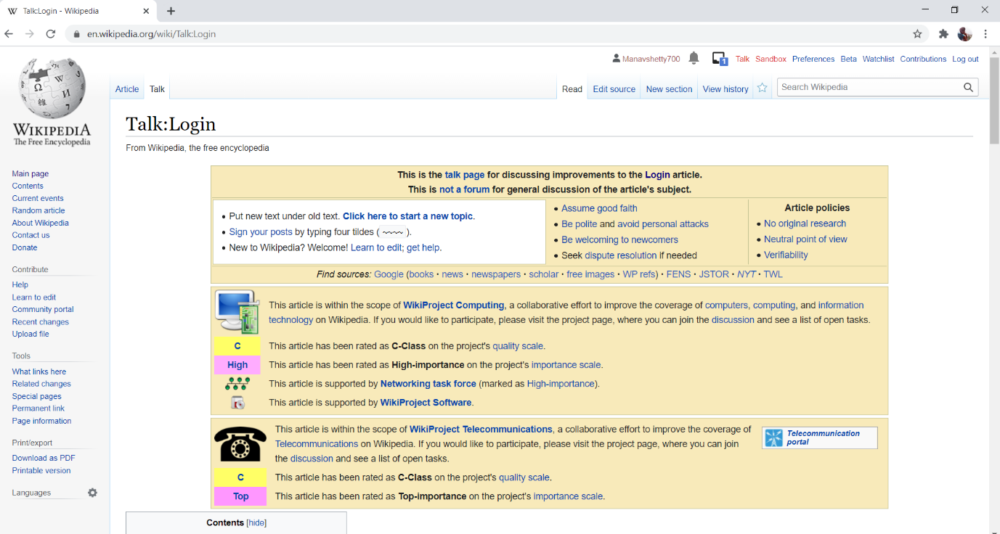 Talk:Login - Wikipedia
en.wikipedia.org/wiki/Talk:Login
Manavshetty700 1 Talk Sandbox Preferences Beta Watchlist Contributions Log out
Article Talk Read Edit source New section View history Search Wikipedia
WIKIPEDIA
The Free Encyclopedia
Main page
Contents
Current events
Random article
About Wikipedia
Contact us
Donate
Contribute
Help
Learn to edit
Community portal
Recent changes
Upload file
Tools
What links here
Related changes
Special pages
Permanent link
Page information
Print/export
Download as PDF
Printable version
Languages
Talk:Login
From Wikipedia, the free encyclopedia
This is the talk page for discussing improvements to the Login article.
This is not a forum for general discussion of the article's subject.
• Put new text under old text. Click here to start a new topic.
• Sign your posts by typing four tildes ( ~~~~ ).
• New to Wikipedia? Welcome! Learn to edit; get help.
• Assume good faith
• Be polite and avoid personal attacks
• Be welcoming to newcomers
• Seek dispute resolution if needed
Article policies
• No original research
• Neutral point of view
• Verifiability
Find sources: Google (books · news · newspapers · scholar · free images · WP refs) · FENS · JSTOR · NYT · TWL
This article is within the scope of WikiProject Computing, a collaborative effort to improve the coverage of computers, computing, and information
technology on Wikipedia. If you would like to participate, please visit the project page, where you can join the discussion and see a list of open tasks.
C This article has been rated as C-Class on the project's quality scale.
High This article has been rated as High-importance on the project's importance scale.
This article is supported by Networking task force (marked as High-importance).
This article is supported by WikiProject Software.
This article is within the scope of WikiProject Telecommunications, a collaborative effort to improve the coverage of
Telecommunications on Wikipedia. If you would like to participate, please visit the project page, where you can join
the discussion and see a list of open tasks.
Telecommunication
portal
C This article has been rated as C-Class on the project's quality scale.
Top This article has been rated as Top-importance on the project's importance scale.
Contents [hide]